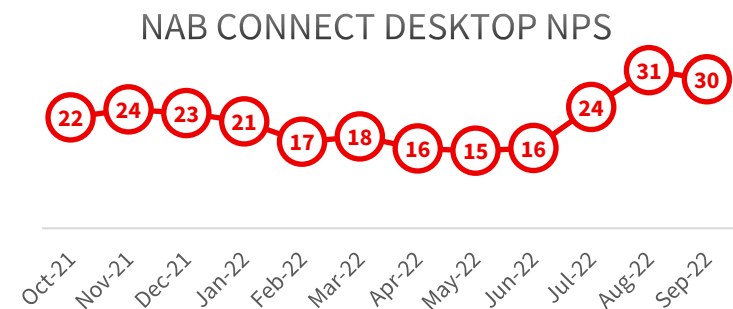 NAB CONNECT DESKTOP NPS
22 24 23 21 17 18 16 15 16 24 31 30
Oct-21 Nov-21 Dec-21 Jan-22 Feb-22 Mar-22 Apr-22 May-22 Jun-22 Jul-22 Aug-22 Sep-22